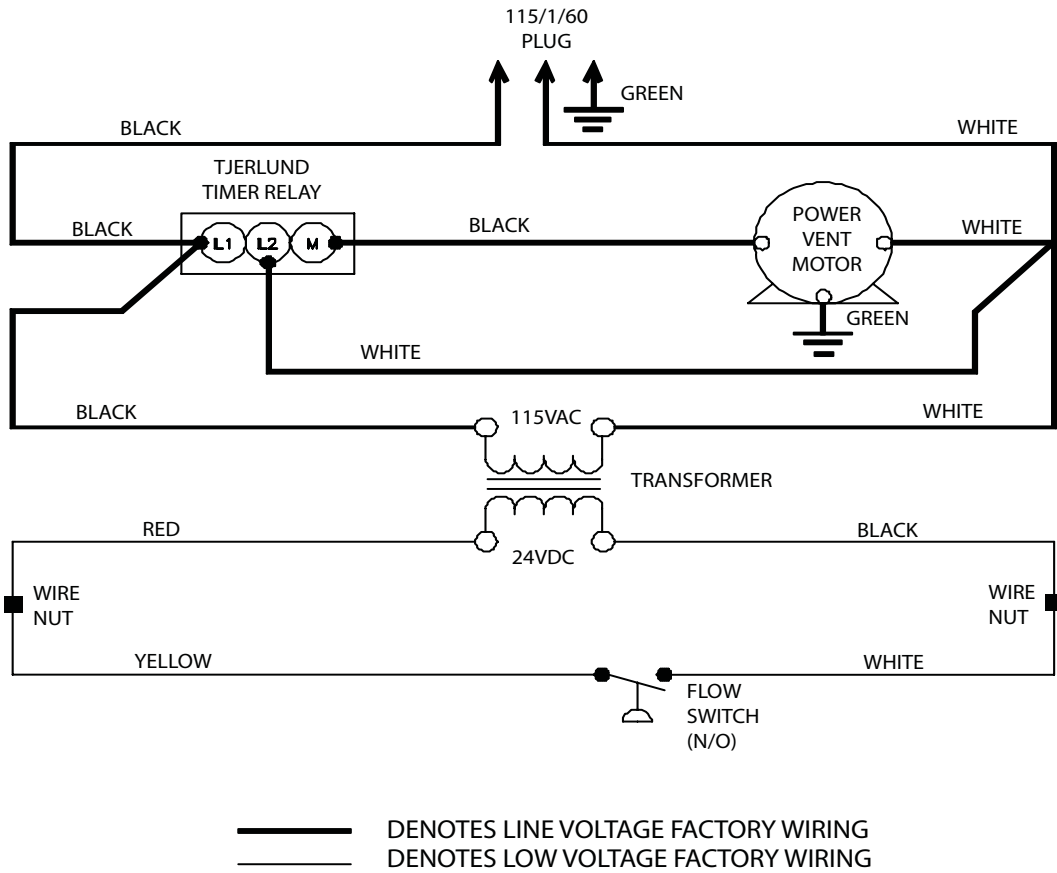 115/1/60
PLUG
GREEN
BLACK
WHITE
TJERLUND
TIMER RELAY
BLACK
L1
L2
M
BLACK
POWER
VENT
MOTOR
WHITE
GREEN
WHITE
BLACK
115VAC
WHITE
TRANSFORMER
RED
24VDC
BLACK
WIRE
NUT
WIRE
NUT
YELLOW
WHITE
FLOW
SWITCH
(N/O)
DENOTES LINE VOLTAGE FACTORY WIRING
DENOTES LOW VOLTAGE FACTORY WIRING